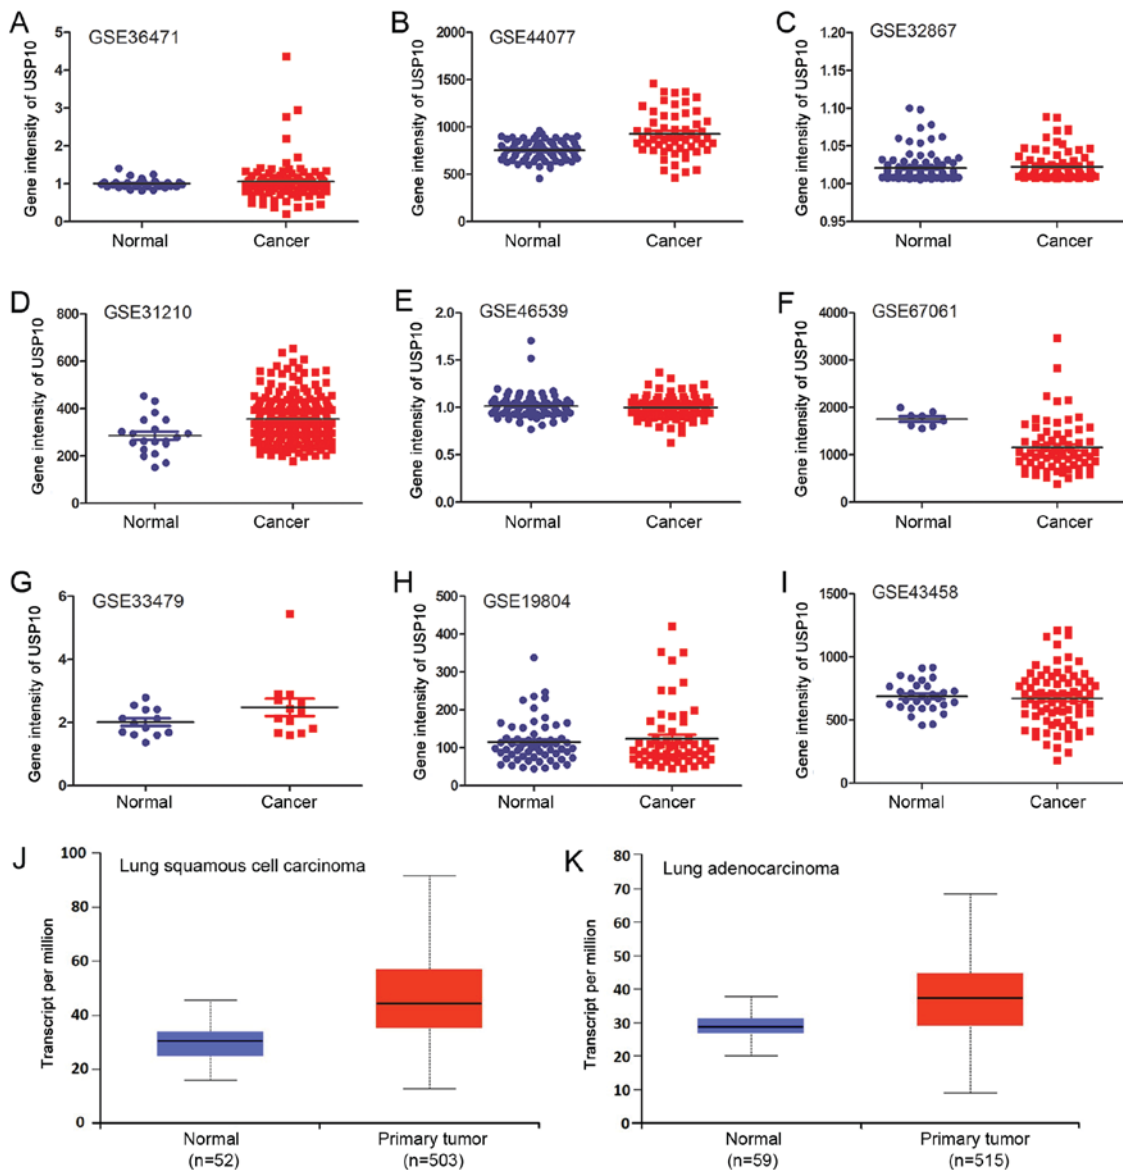 A
GSE36471
Gene intensity of USP10
5
4
3
2
1
0
Normal
Cancer
B
GSE44077
Gene intensity of USP10
2000
1500
1000
500
0
Normal
Cancer
C
GSE32867
Gene intensity of USP10
1.20
1.15
1.10
1.05
1.00
0.95
Normal
Cancer
D
GSE31210
Gene intensity of USP10
800
600
400
200
0
Normal
Cancer
E
GSE46539
Gene intensity of USP10
2.0
1.5
1.0
0.5
0.0
Normal
Cancer
F
GSE67061
Gene intensity of USP10
4000
3000
2000
1000
0
Normal
Cancer
G
GSE33479
Gene intensity of USP10
6
4
2
0
Normal
Cancer
H
GSE19804
Gene intensity of USP10
500
400
300
200
100
0
Normal
Cancer
I
GSE43458
Gene intensity of USP10
1500
1000
500
0
Normal
Cancer
J
Lung squamous cell carcinoma
Transcript per million
100
80
60
40
20
0
Normal
(n=52)
Primary tumor
(n=503)
K
Lung adenocarcinoma
Transcript per million
80
70
60
50
40
30
20
10
0
Normal
(n=59)
Primary tumor
(n=515)